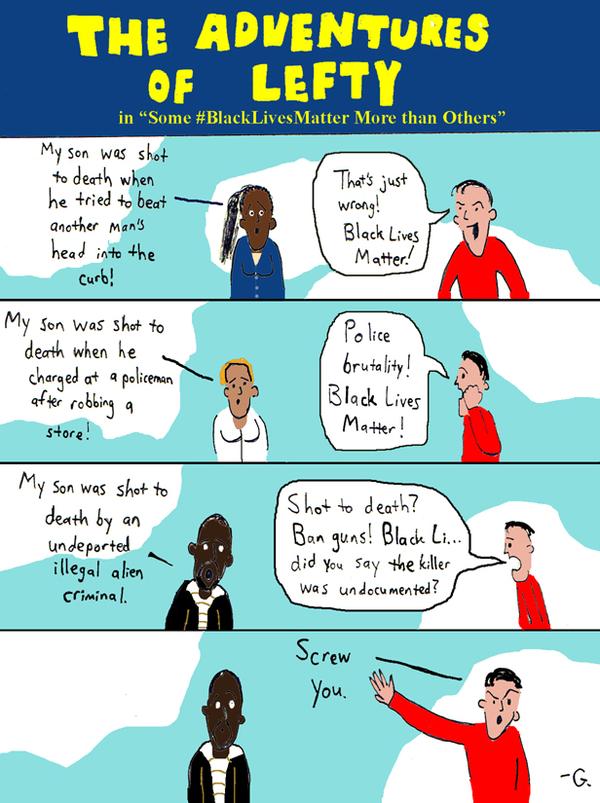 THE ADVENTURES
OF LEFTY
in “Some #BlackLivesMatter More than Others”
My son was shot
to death when
he tried to beat
another man's
head into the
curb!
That's just
wrong!
Black Lives
Matter!
My son was shot to
death when he
charged at a policeman
after robbing a
store!
Police
brutality!
Black Lives
Matter!
My son was shot to
death by an
undeported
illegal alien
criminal.
Shot to death?
Ban guns! Black Li...
did you say the killer
was undocumented?
Screw
You.
-G.